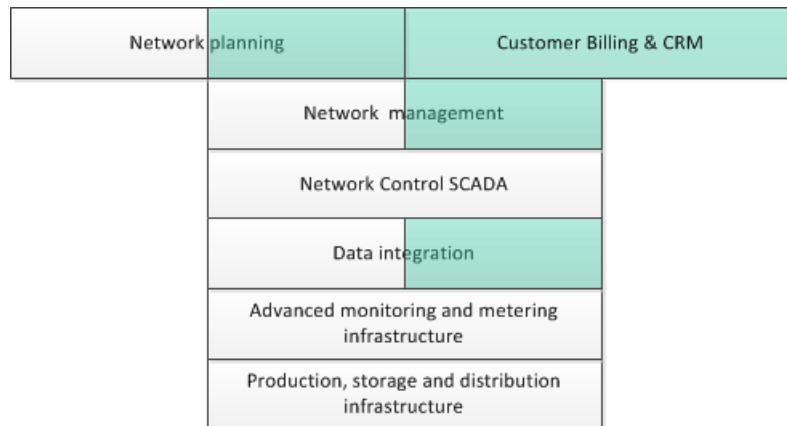 Network planning
Customer Billing & CRM
Network management
Network Control SCADA
Data integration
Advanced monitoring and metering
infrastructure
Production, storage and distribution
infrastructure